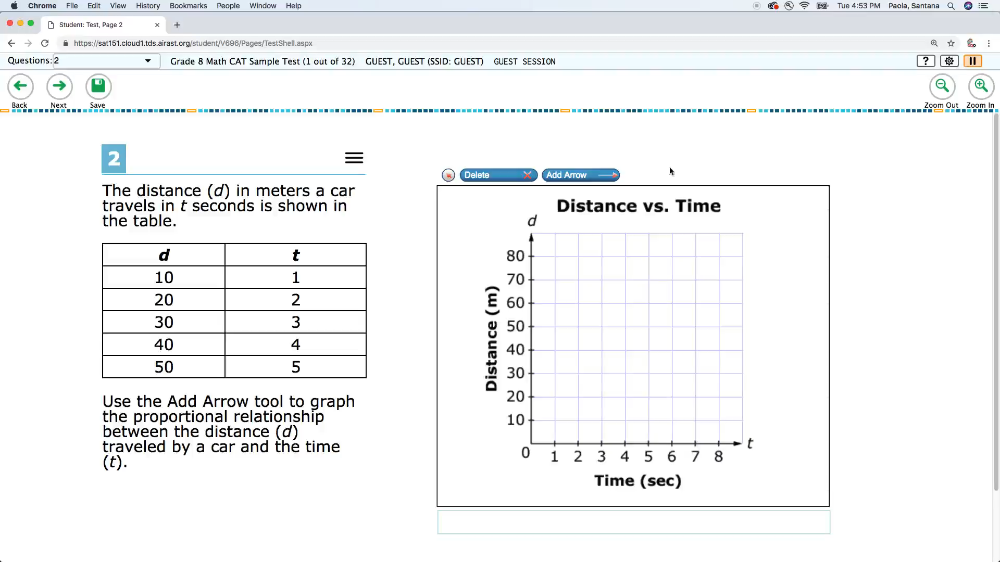 Chrome File Edit View History Bookmarks People Window Help Tue 4:53 PM Paola, Santana
Student: Test, Page 2
https://sat151.cloud1.tds.airast.org/student/V696/Pages/TestShell.aspx
Questions: 2 Grade 8 Math CAT Sample Test (1 out of 32) GUEST, GUEST (SSID: GUEST) GUEST SESSION ?
Back Next Save Zoom Out Zoom In
2
The distance (d) in meters a car
travels in t seconds is shown in
the table.
d t
10 1
20 2
30 3
40 4
50 5
Use the Add Arrow tool to graph
the proportional relationship
between the distance (d)
traveled by a car and the time
(t).
Delete Add Arrow
Distance vs. Time
d
80
70
60
50
40
30
20
10
Distance (m)
t
0 1 2 3 4 5 6 7 8
Time (sec)